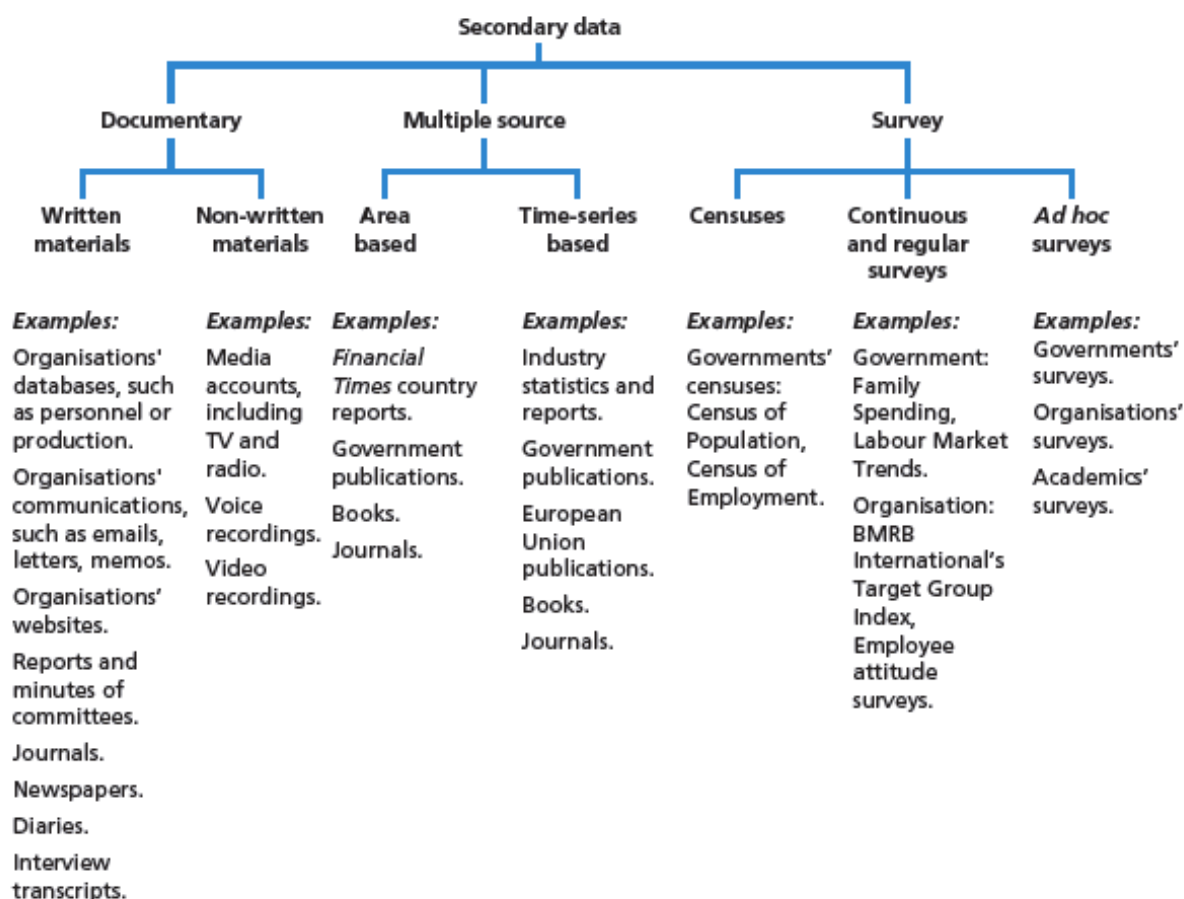 Secondary data
Documentary
Multiple source
Survey
Written
materials
Non-written
materials
Area
based
Time-series
based
Censuses
Continuous
and regular
surveys
Ad hoc
surveys
Examples:
Organisations'
databases, such
as personnel or
production.
Organisations'
communications,
such as emails,
letters, memos.
Organisations’
websites.
Reports and
minutes of
committees.
Journals.
Newspapers.
Diaries.
Interview
transcripts.
Examples:
Media
accounts,
including
TV and
radio.
Voice
recordings.
Video
recordings.
Examples:
Financial
Times country
reports.
Government
publications.
Books.
Journals.
Examples:
Industry
statistics and
reports.
Government
publications.
European
Union
publications.
Books.
Journals.
Examples:
Governments’
censuses:
Census of
Population,
Census of
Employment.
Examples:
Government:
Family
Spending,
Labour Market
Trends.
Organisation:
BMRB
International’s
Target Group
Index,
Employee
attitude
surveys.
Examples:
Governments’
surveys.
Organisations’
surveys.
Academics’
surveys.